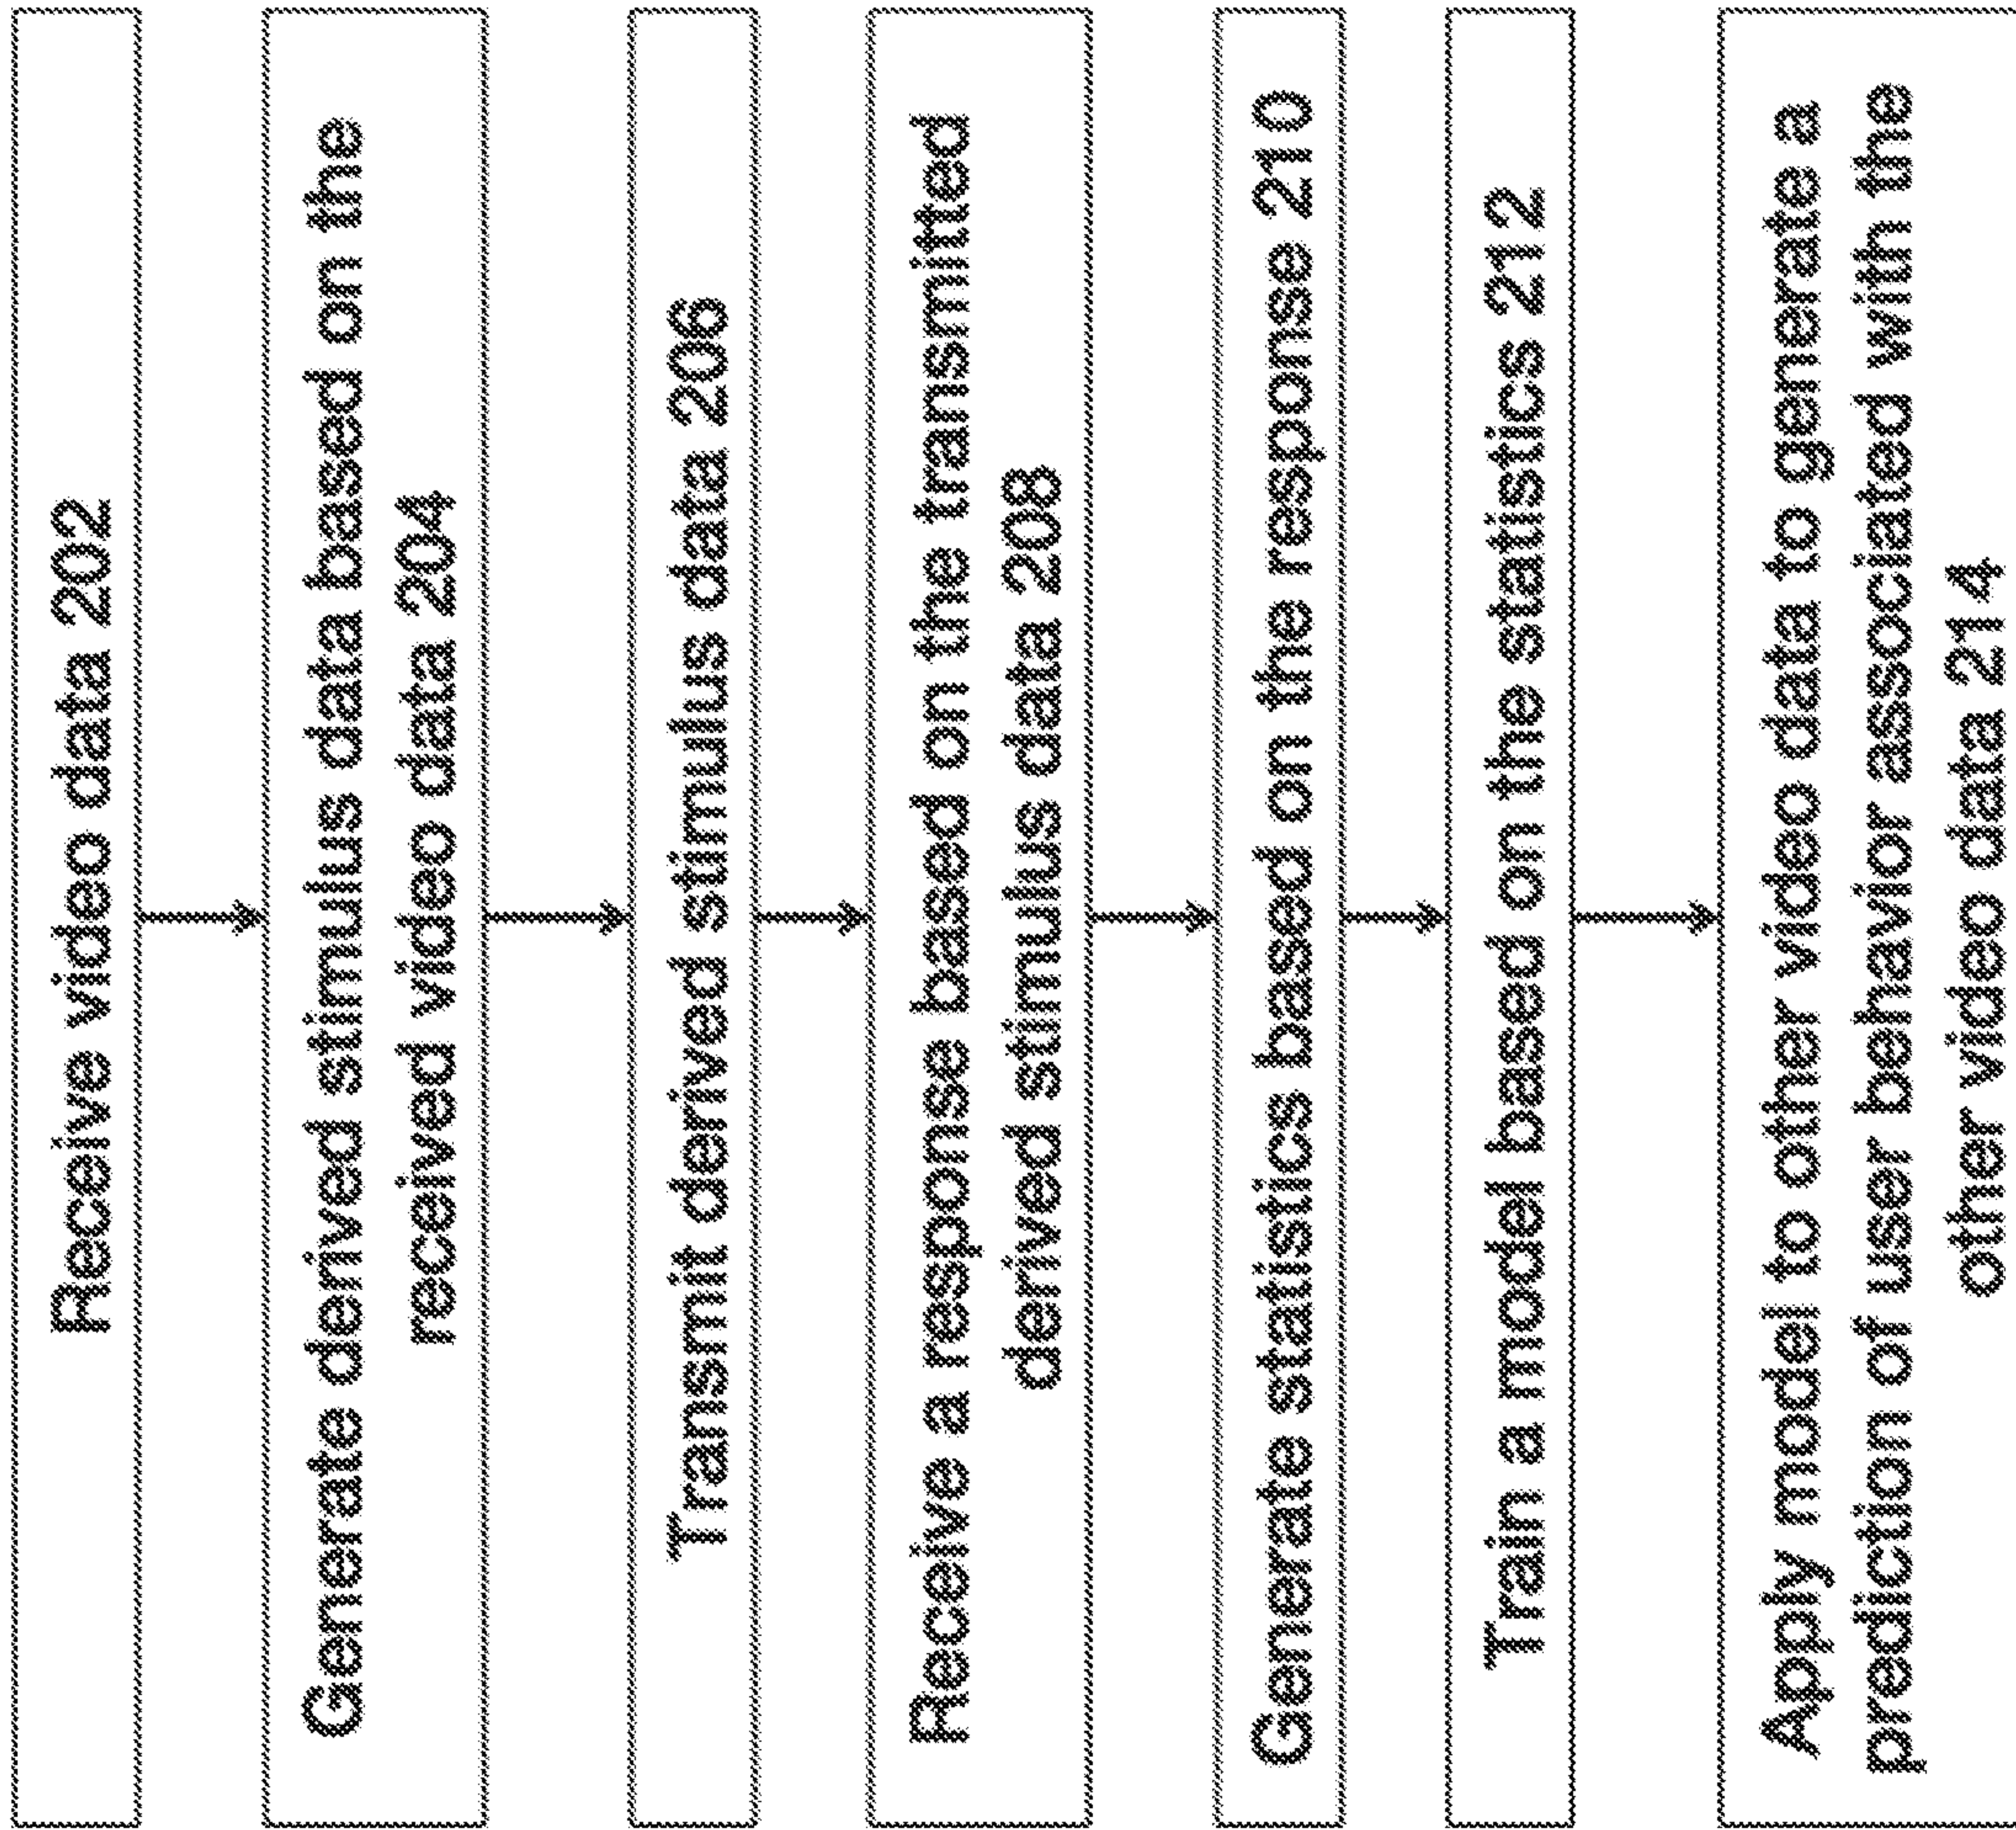 Receive video data 202
Generate derived stimulus data based on the
received video data 204
Transmit derived stimulus data 206
Receive a response based on the transmitted
derived stimulus data 208
Generate statistics based on the response 210
Train a model based on the statistics 212
Apply model to other video data to generate a
prediction of user behavior associated with the
other video data 214